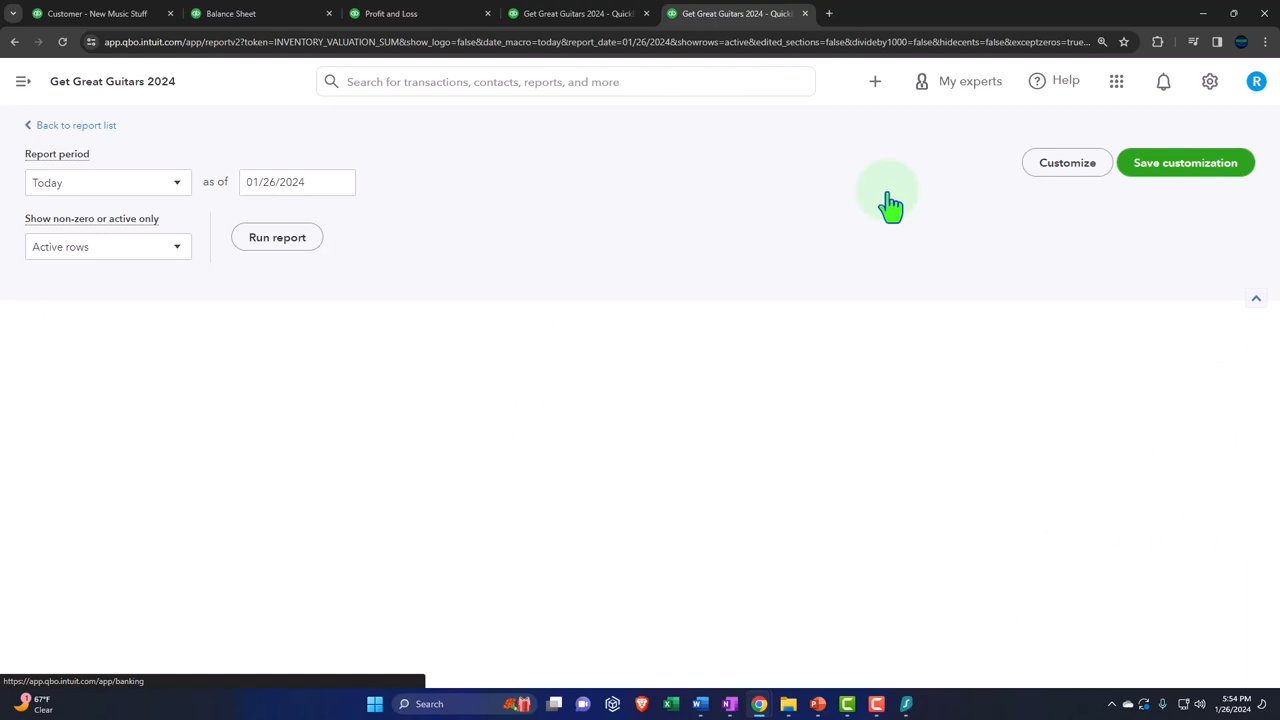 Customer - New Music Stuff
Balance Sheet
Profit and Loss
Get Great Guitars 2024 - Quick
Get Great Guitars 2024 - Quick
app.qbo.intuit.com/app/reportv2?token=INVENTORY_VALUATION_SUM&show_logo=false&date_macro=today&report_date=01/26/2024&showrows=active&edited_sections=false&divideby1000=false&hidecents=false&exceptzeros=true...
Get Great Guitars 2024
Search for transactions, contacts, reports, and more
My experts
Help
R
Back to report list
Report period
Today
as of
01/26/2024
Customize
Save customization
Show non-zero or active only
Active rows
Run report
https://app.qbo.intuit.com/app/banking
1
67°F
Clear
Search
5:54 PM
1/26/2024